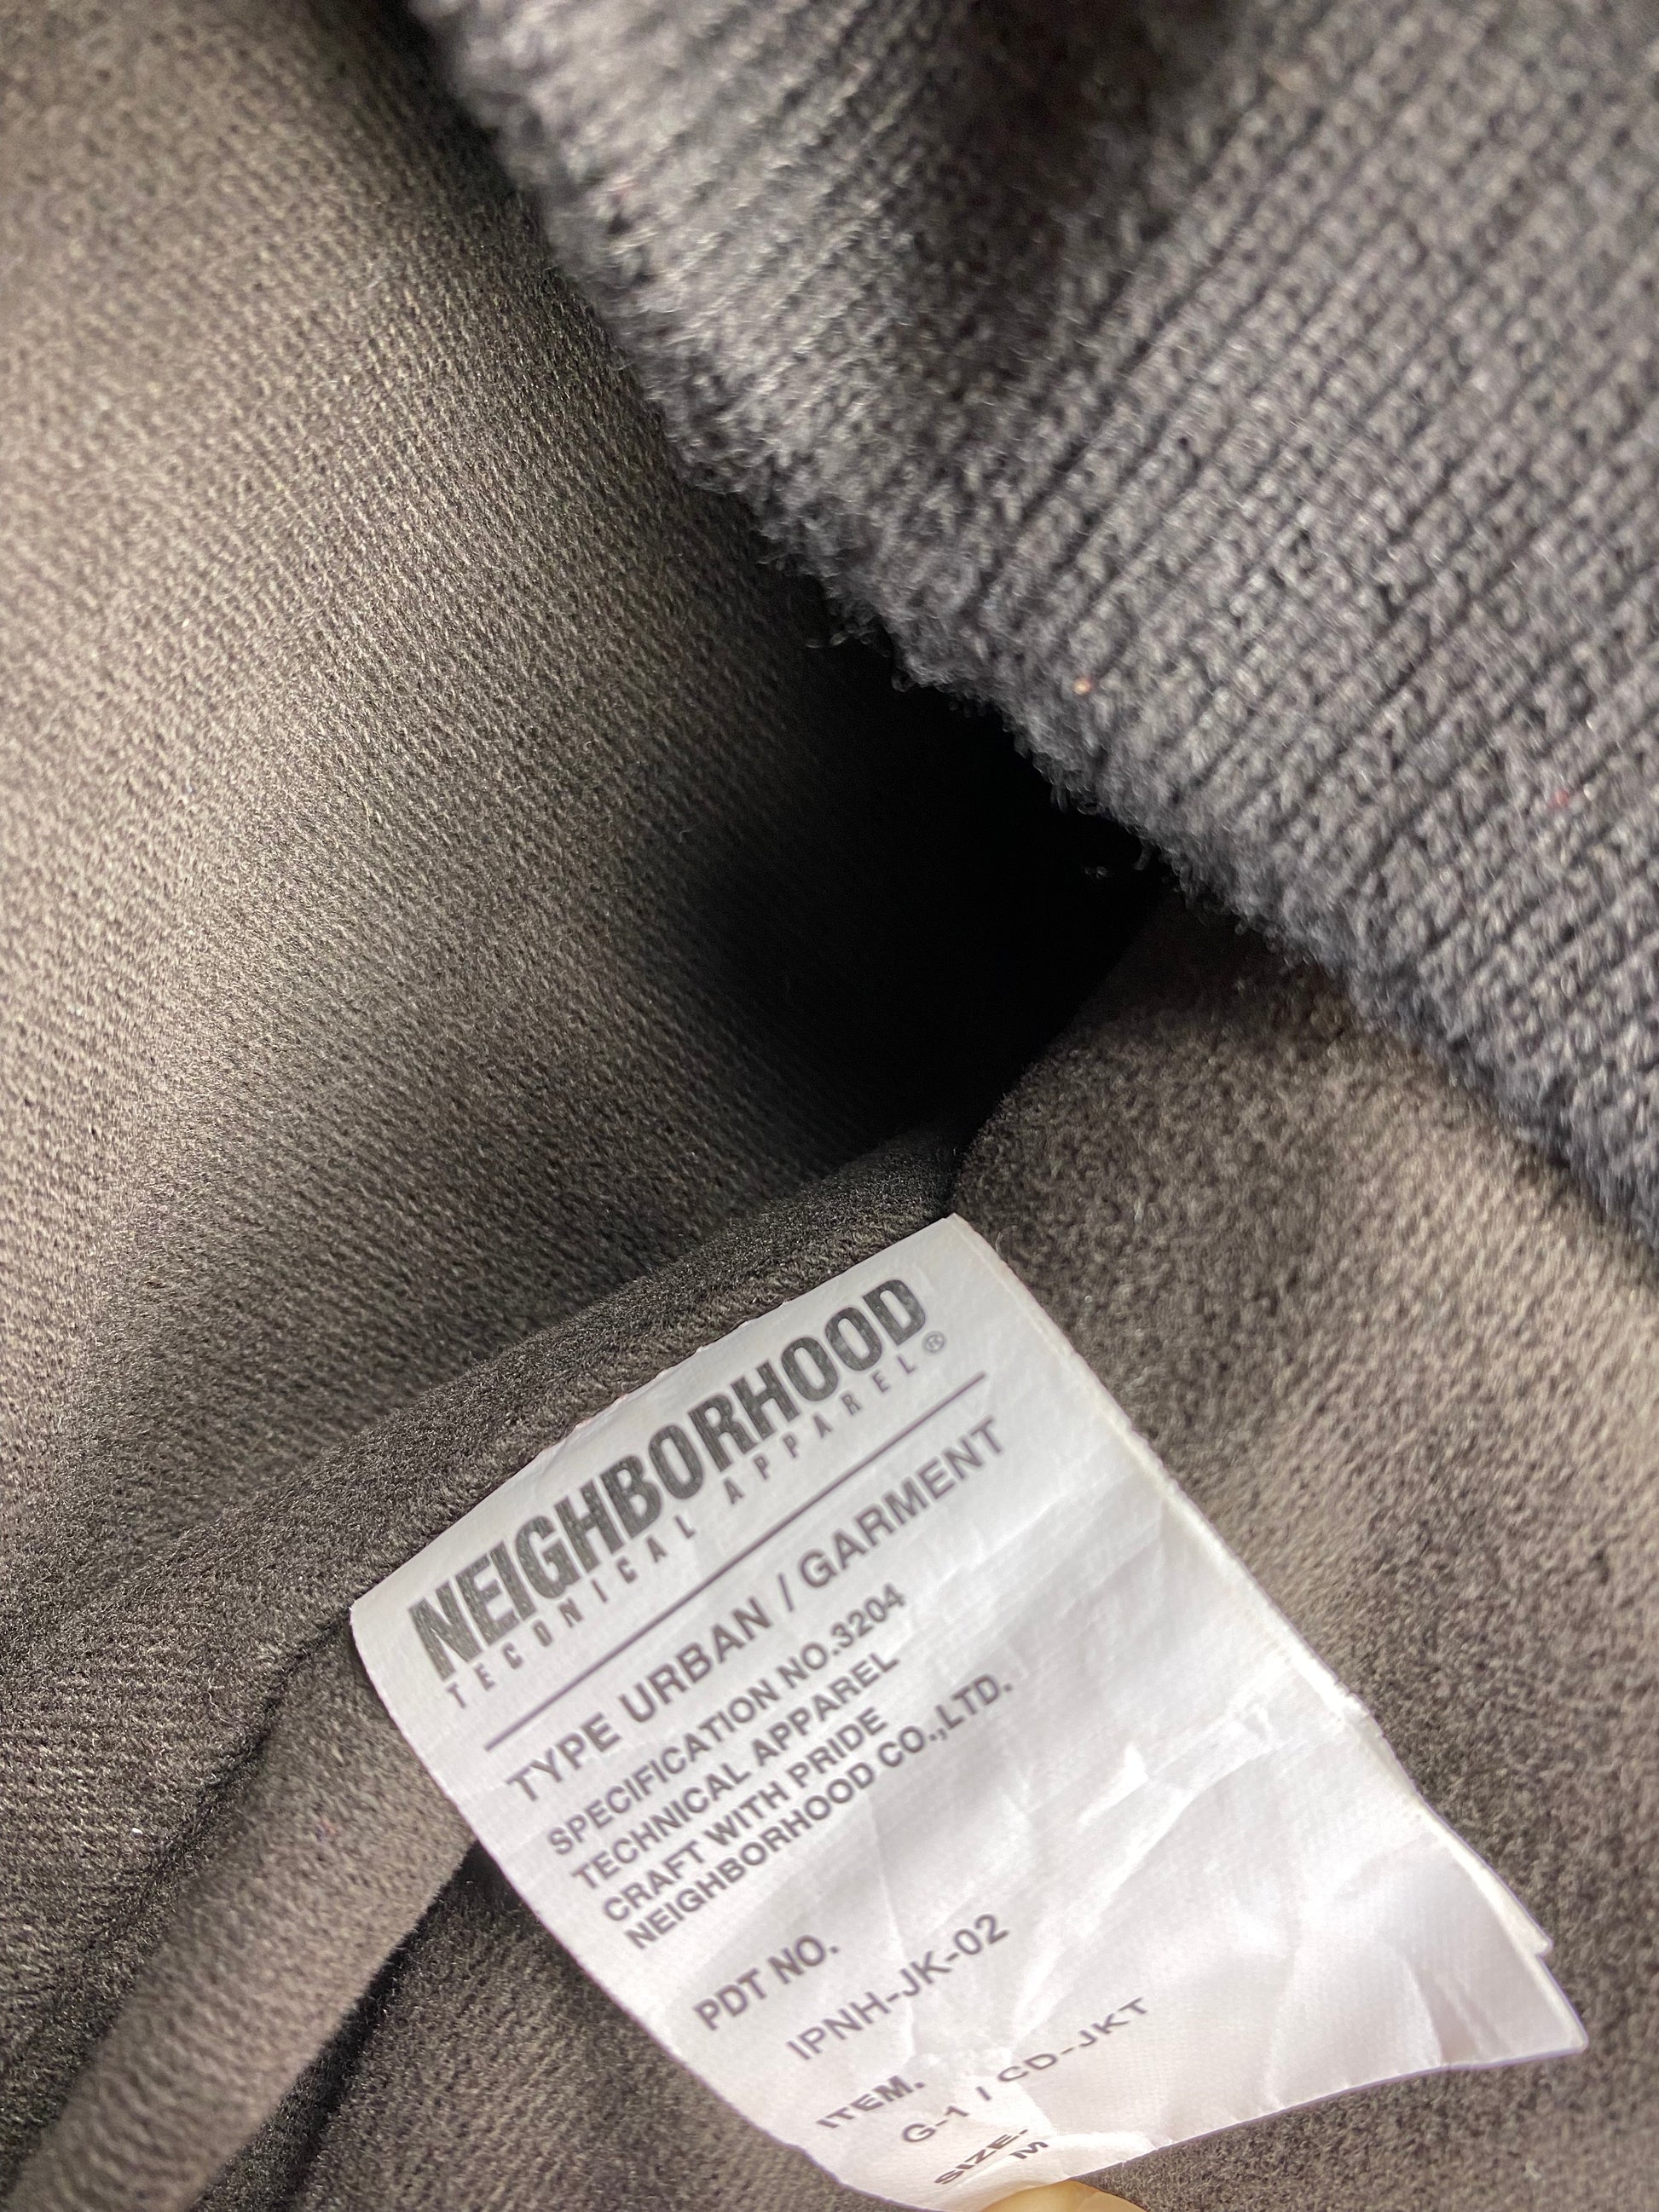 NEIGHBORHOOD
TECONICAL APPAREL®
TYPE URBAN / GARMENT
SPECIFICATION NO.3204
TECHNICAL APPAREL
CRAFT WITH PRIDE
NEIGHBORHOOD CO.,LTD.
PDT NO.
IPNH-JK-02
ITEM.
G-1 / CD-JKT
SIZE.
M